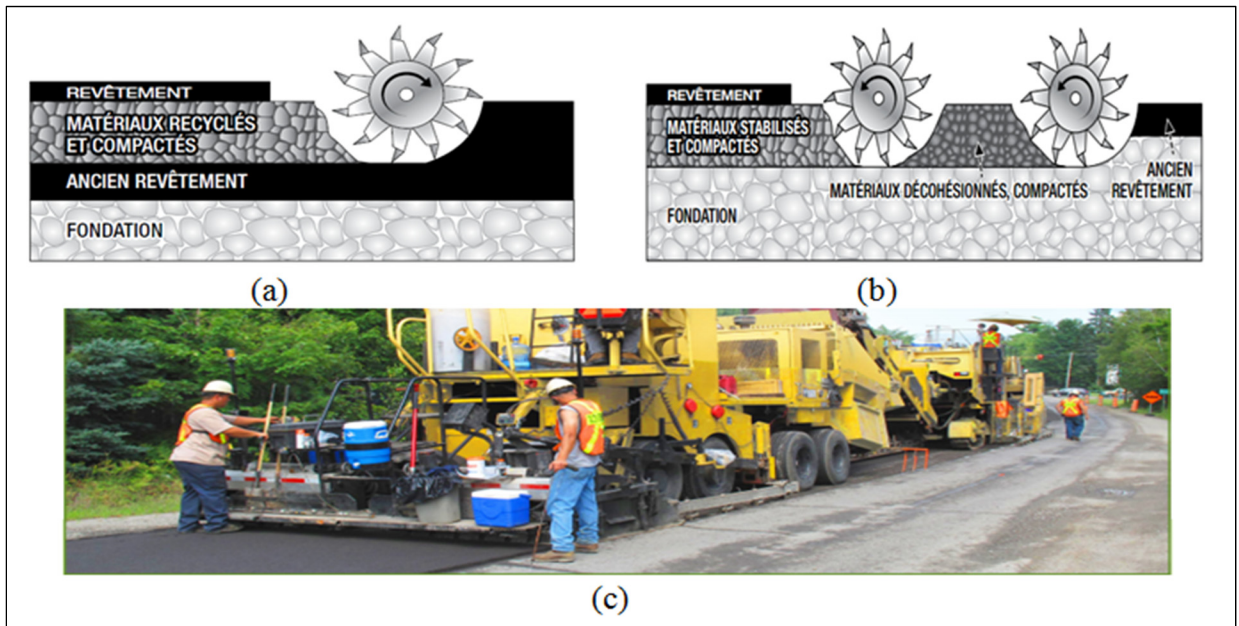 REVÊTEMENT
MATÉRIAUX RECYCLÉS
ET COMPACTÉS
ANCIEN REVÊTEMENT
FONDATION
(a)
REVÊTEMENT
MATÉRIAUX STABILISÉS
ET COMPACTÉS
MATÉRIAUX DÉCOHÉSIONNÉS, COMPACTÉS
ANCIEN
REVÊTEMENT
FONDATION
(b)
(c)